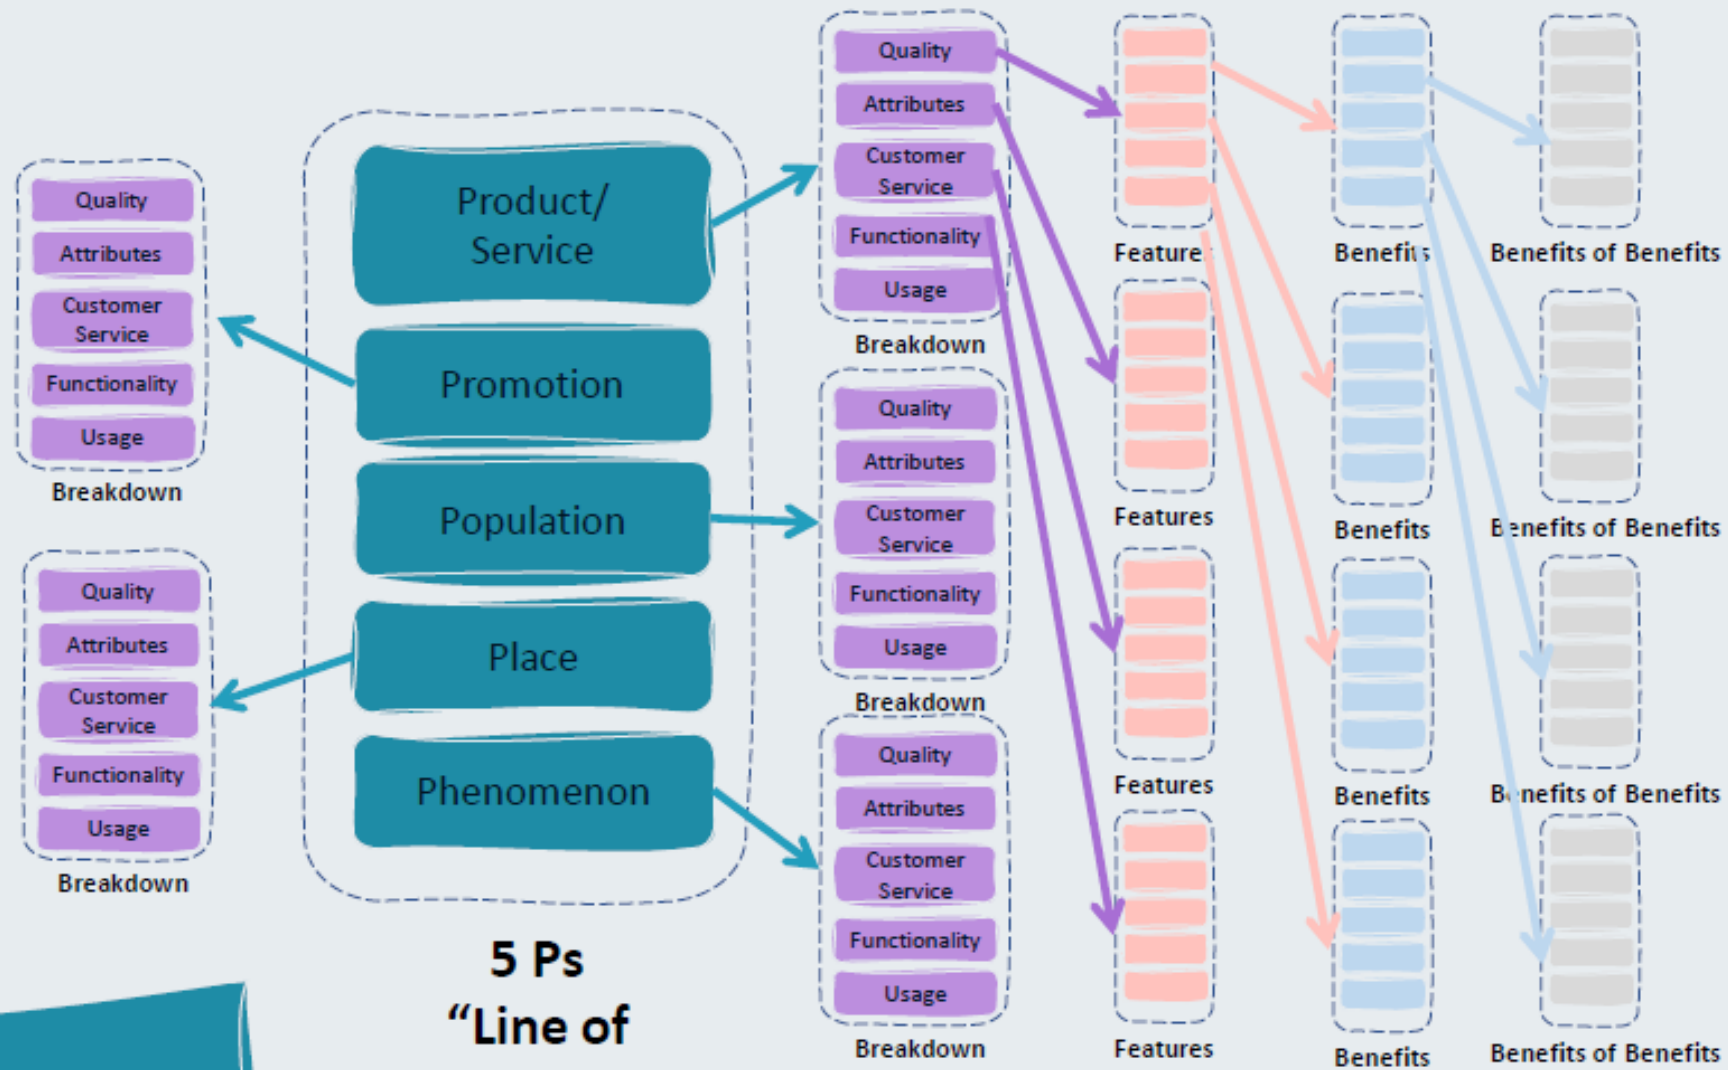 Quality
Attributes
Customer
Service
Functionality
Usage
Breakdown
Quality
Attributes
Customer
Service
Functionality
Usage
Breakdown
Product/
Service
Promotion
Population
Place
Phenomenon
5 Ps
“Line of
Quality
Attributes
Customer
Service
Functionality
Usage
Breakdown
Quality
Attributes
Customer
Service
Functionality
Usage
Breakdown
Quality
Attributes
Customer
Service
Functionality
Usage
Breakdown
Features
Features
Features
Features
Benefits
Benefits
Benefits
Benefits
Benefits of Benefits
Benefits of Benefits
Benefits of Benefits
Benefits of Benefits